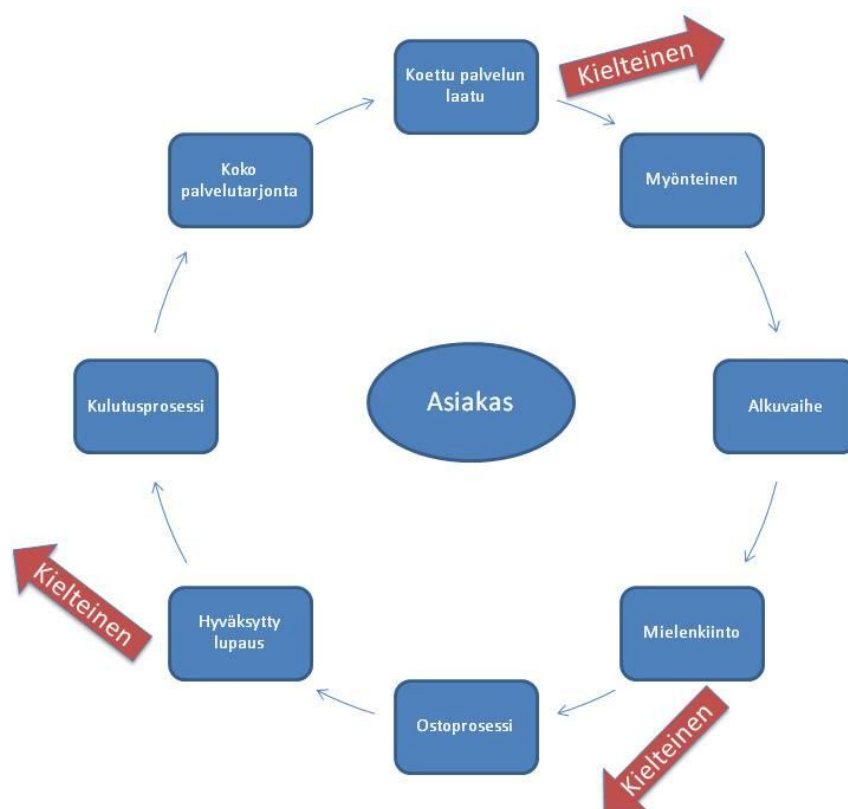 Koettu palvelun
laatu
Kielteinen
Myönteinen
Alkuvaihe
Mielenkiinto
Kielteinen
Ostoprosessi
Hyväksytty
lupaus
Kielteinen
Kulutusprosessi
Koko
palvelutarjonta
Asiakas